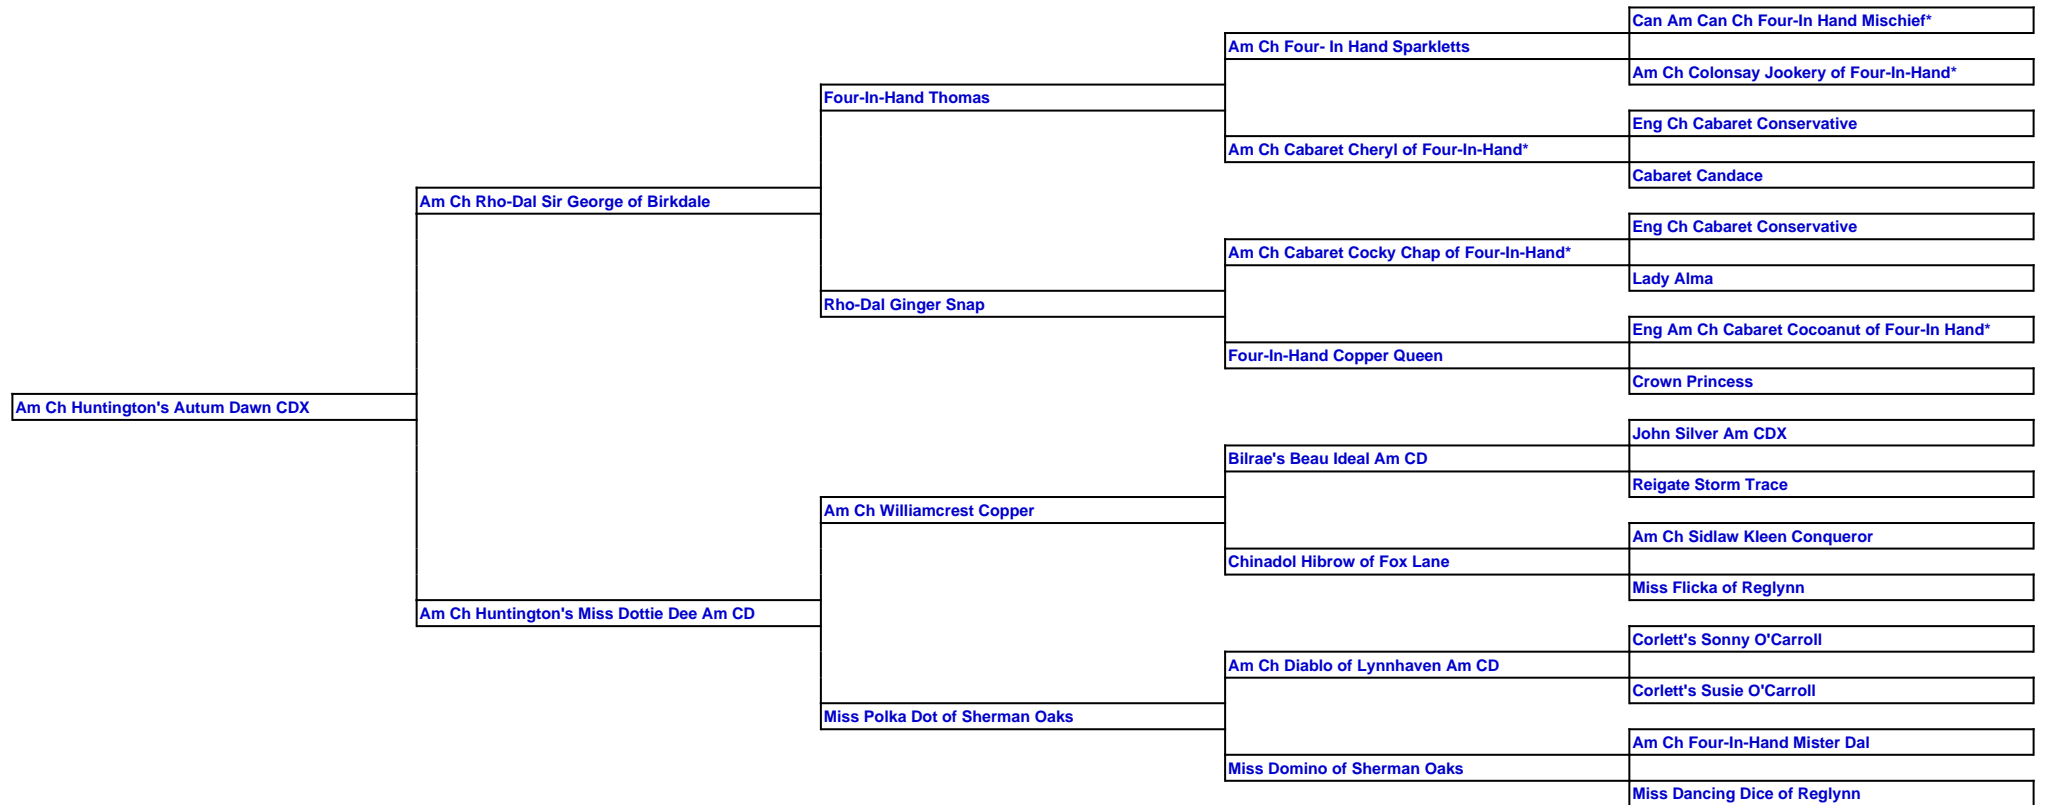 Can Am Can Ch Four-In Hand Mischief*
Am Ch Four- In Hand Sparkletts
Am Ch Colonsay Jookery of Four-In-Hand*
Four-In-Hand Thomas
Eng Ch Cabaret Conservative
Am Ch Cabaret Cheryl of Four-In-Hand*
Cabaret Candace
Am Ch Rho-Dal Sir George of Birkdale
Eng Ch Cabaret Conservative
Am Ch Cabaret Cocky Chap of Four-In-Hand*
Lady Alma
Rho-Dal Ginger Snap
Eng Am Ch Cabaret Cocoanut of Four-In Hand*
Four-In-Hand Copper Queen
Crown Princess
Am Ch Huntington's Autum Dawn CDX
John Silver Am CDX
Bilrae's Beau Ideal Am CD
Reigate Storm Trace
Am Ch Williamcrest Copper
Am Ch Sidlaw Kleen Conqueror
Chinadol Hibrow of Fox Lane
Miss Flicka of Reglynn
Am Ch Huntington's Miss Dottie Dee Am CD
Corlett's Sonny O'Carroll
Am Ch Diablo of Lynnhaven Am CD
Corlett's Susie O'Carroll
Miss Polka Dot of Sherman Oaks
Am Ch Four-In-Hand Mister Dal
Miss Domino of Sherman Oaks
Miss Dancing Dice of Reglynn